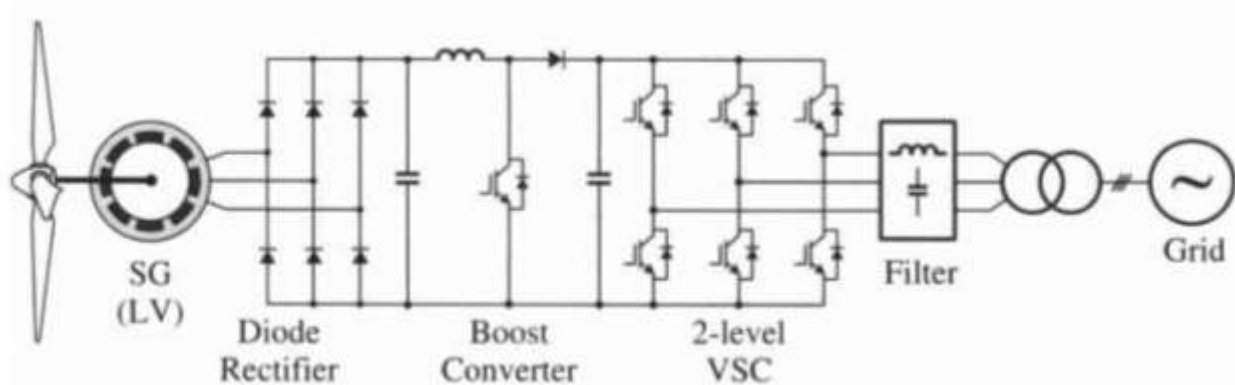 SG
(LV)
Diode
Rectifier
Boost
Converter
2-level
VSC
Filter
Grid